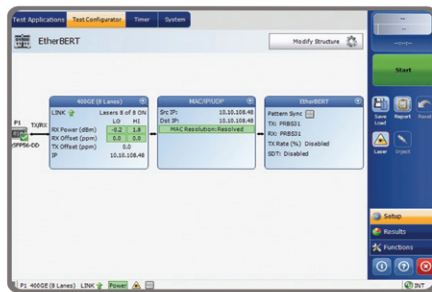 Test Applications Test Configurator Timer System
EtherBERT
Modify Structure
Start
P1
TX/RX
400GE (8 Lanes)
LINK Lasers 8 of 8 ON
LO HI
RX Power (dBm) -0.2 1.8
RX Offset (ppm) 0.0 0.0
TX Offset (ppm) 0.0
IP 10.10.108.48
MAC/IP/UDP
Src IP: 10.10.108.48
Dst IP: 10.10.108.48
MAC Resolution:Resolved
EtherBERT
Pattern Sync
TX: PRBS31
RX: PRBS31
TX Rate (%) Disabled
SDT: Disabled
Save Load
Report
Reset
Laser
Inject
Setup
Results
Functions
P1 400GE (8 Lanes) LINK Power
INT